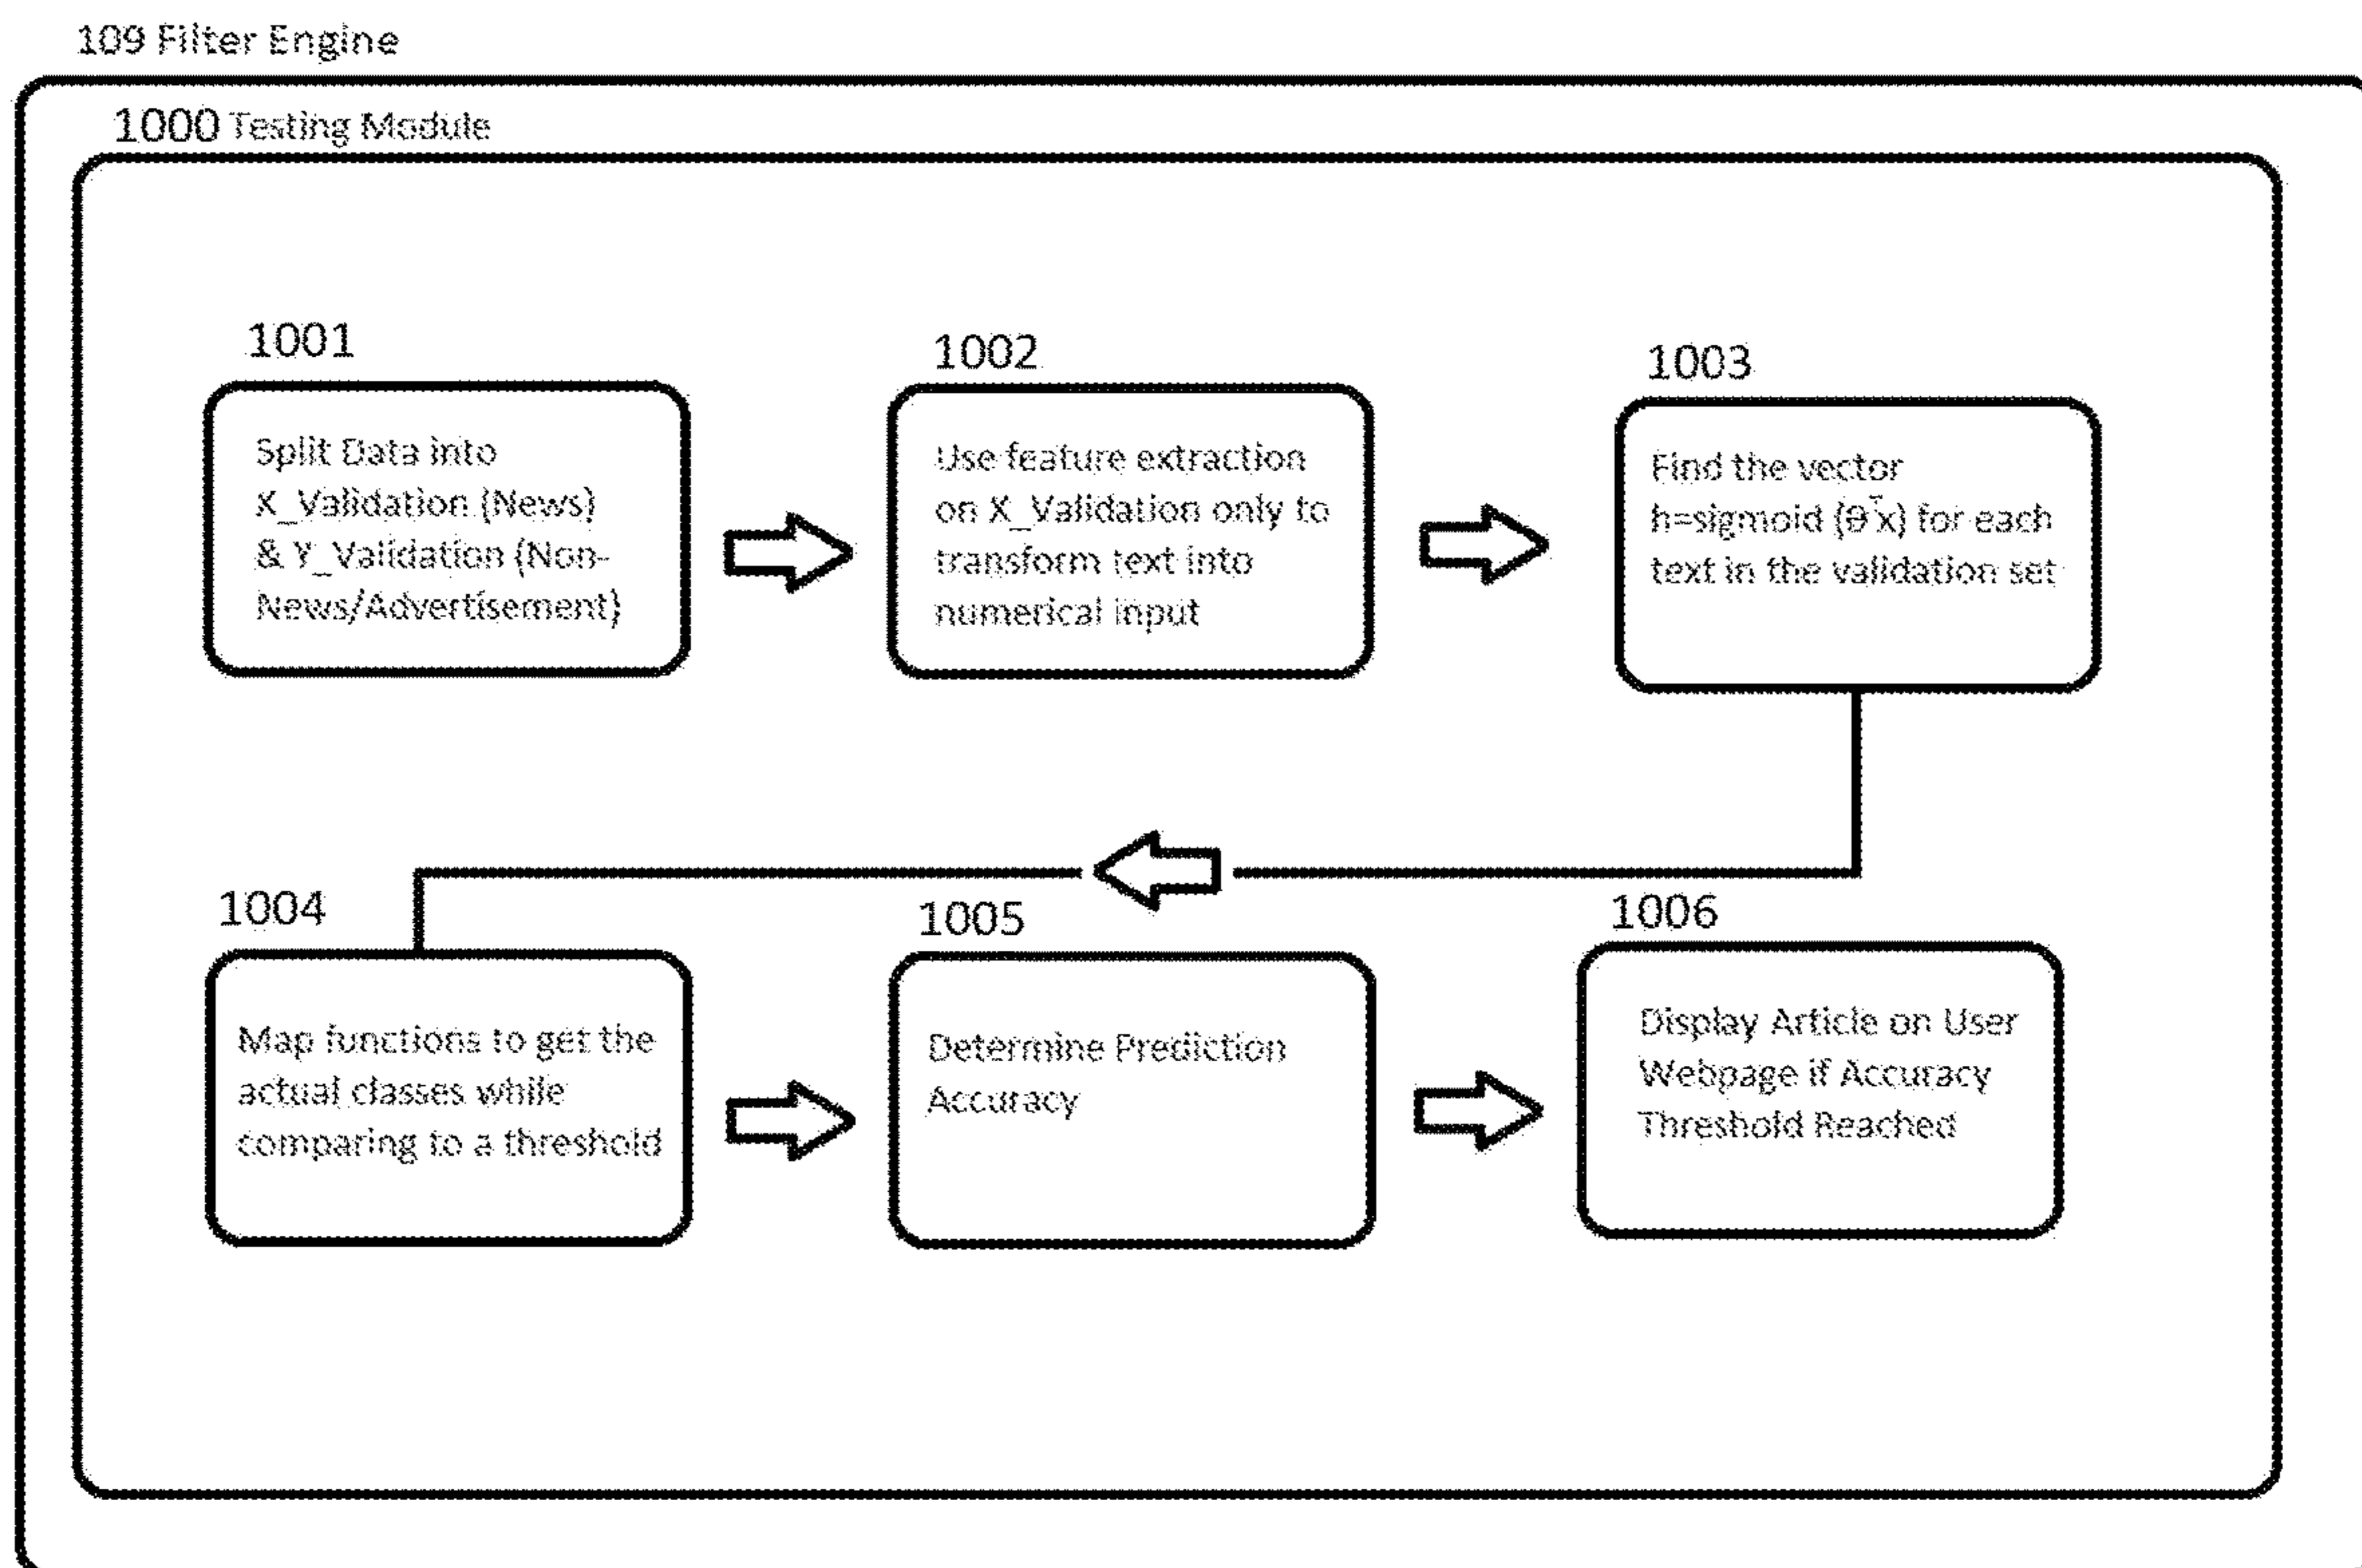 109 Filter Engine
1000 Testing Module
1001
Split Data into
X_Validation (News)
& Y_Validation (Non-
News/Advertisement)
1002
Use feature extraction
on X_Validation only to
transform text into
numerical input
1003
Find the vector
h=sigmoid (θᵀx) for each
text in the validation set
1004
Map functions to get the
actual classes while
comparing to a threshold
1005
Determine Prediction
Accuracy
1006
Display Article on User
Webpage if Accuracy
Threshold Reached